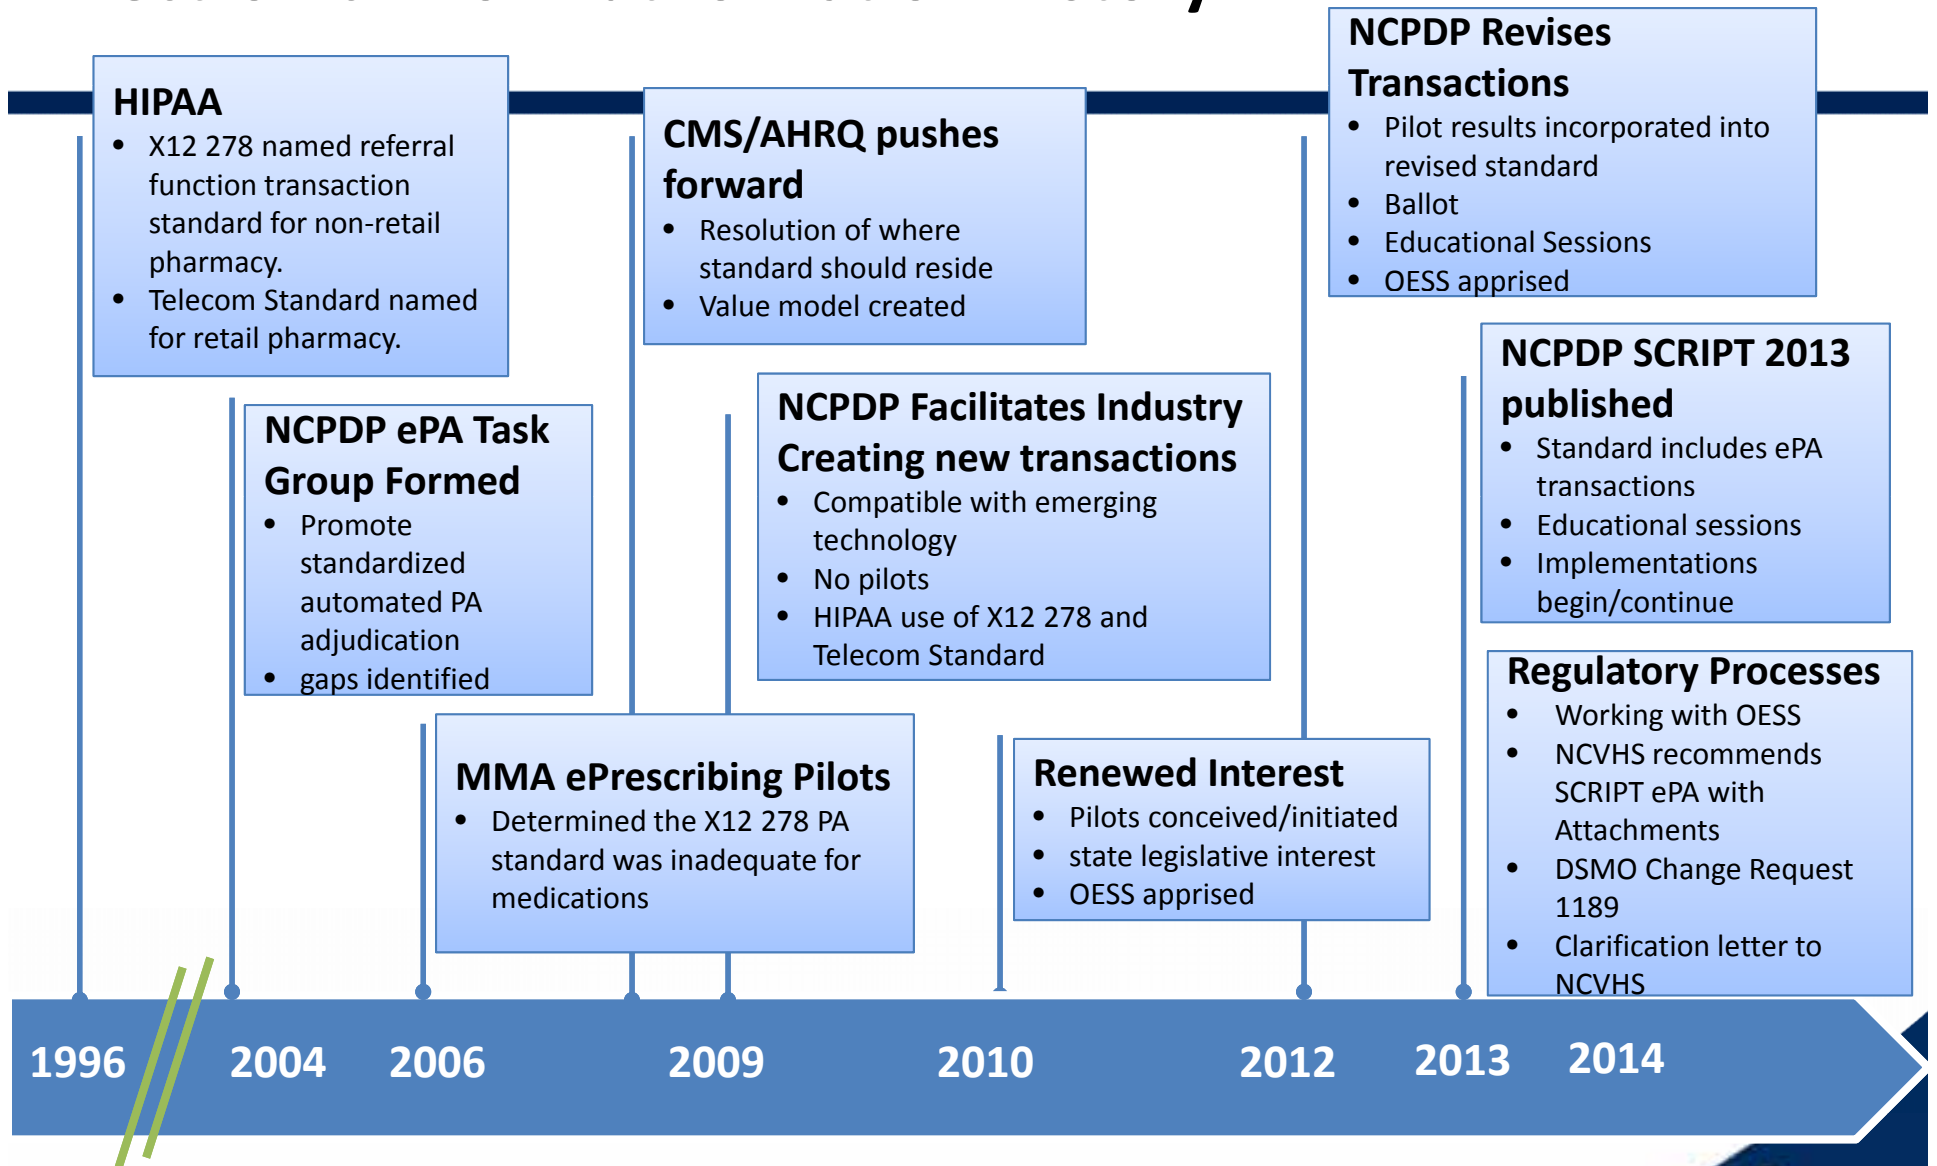 HIPAA
• X12 278 named referral
function transaction
standard for non-retail
pharmacy.
• Telecom Standard named
for retail pharmacy.
NCPDP ePA Task
Group Formed
• Promote
standardized
automated PA
adjudication
• gaps identified
MMA ePrescribing Pilots
• Determined the X12 278 PA
standard was inadequate for
medications
CMS/AHRQ pushes
forward
• Resolution of where
standard should reside
• Value model created
NCPDP Facilitates Industry
Creating new transactions
• Compatible with emerging
technology
• No pilots
• HIPAA use of X12 278 and
Telecom Standard
Renewed Interest
• Pilots conceived/initiated
• state legislative interest
• OESS apprised
NCPDP Revises
Transactions
• Pilot results incorporated into
revised standard
• Ballot
• Educational Sessions
• OESS apprised
NCPDP SCRIPT 2013
published
• Standard includes ePA
transactions
• Educational sessions
• Implementations
begin/continue
Regulatory Processes
• Working with OESS
• NCVHS recommends
SCRIPT ePA with
Attachments
• DSMO Change Request
1189
• Clarification letter to
NCVHS
1996 2004 2006 2009 2010 2012 2013 2014